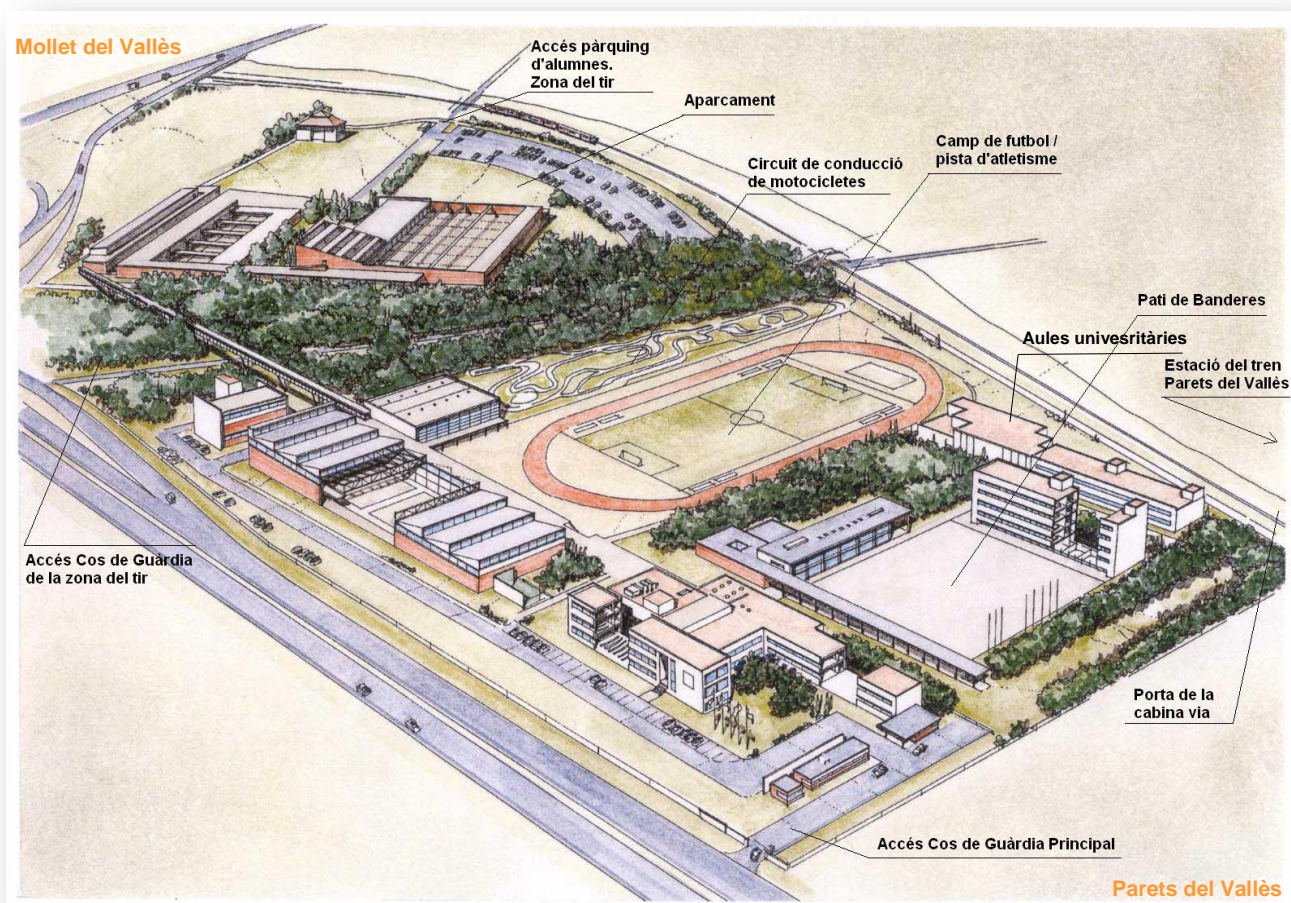 Mollet del Vallès
Accés pàrquing
d'alumnes.
Zona del tir
Aparcament
Camp de futbol /
pista d'atletisme
Circuit de conducció
de motocicletes
Pati de Banderes
Aules univesritàries
Estació del tren
Parets del Vallès
Accés Cos de Guàrdia
de la zona del tir
Porta de la
cabina via
Accés Cos de Guàrdia Principal
Parets del Vallès